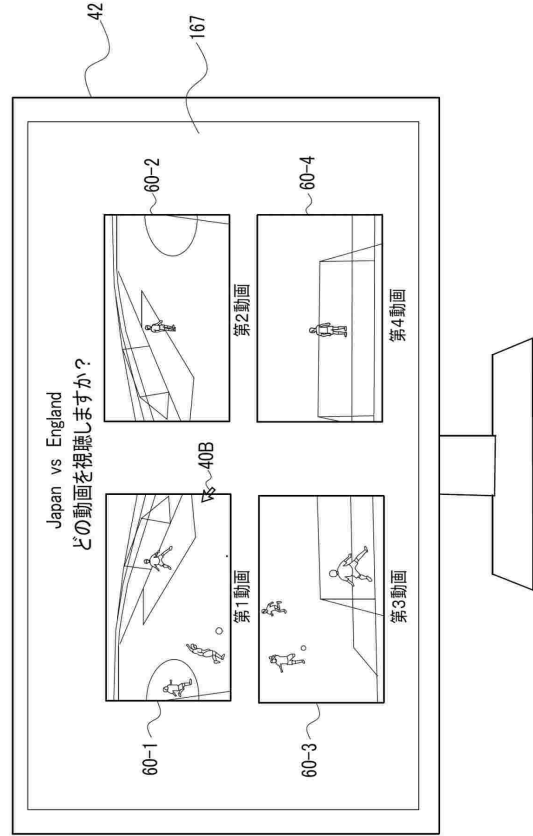 Japan vs England
どの動画を視聴しますか？
60-1
60-2
42
167
40B
第1動画
第2動画
60-3
60-4
第3動画
第4動画